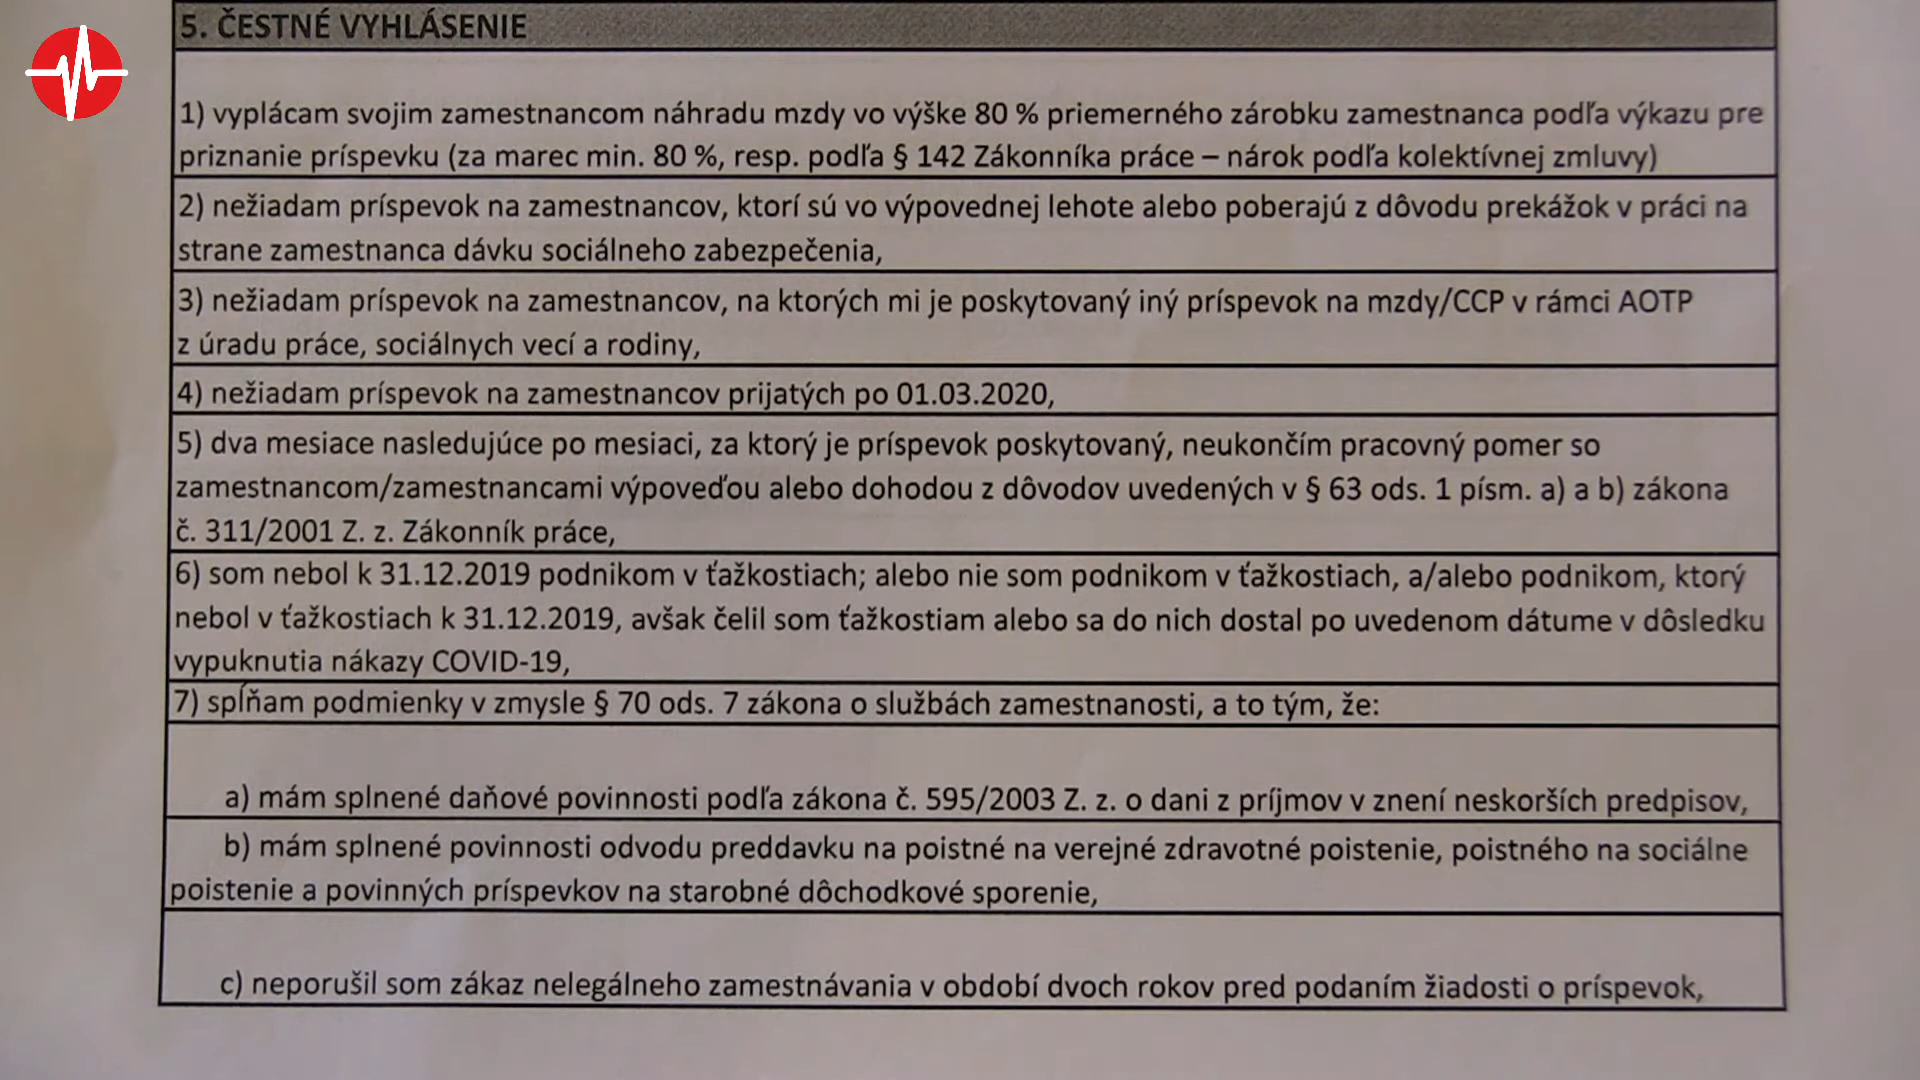 5. ČESTNÉ VYHLÁSENIE
1) vyplácam svojim zamestnancom náhradu mzdy vo výške 80 % priemerného zárobku zamestnanca podľa výkazu pre
priznanie príspevku (za marec min. 80 %, resp. podľa § 142 Zákonníka práce – nárok podľa kolektívnej zmluvy)
2) nežiadam príspevok na zamestnancov, ktorí sú vo výpovednej lehote alebo poberajú z dôvodu prekážok v práci na
strane zamestnanca dávku sociálneho zabezpečenia,
3) nežiadam príspevok na zamestnancov, na ktorých mi je poskytovaný iný príspevok na mzdy/CCP v rámci AOTP
z úradu práce, sociálnych vecí a rodiny,
4) nežiadam príspevok na zamestnancov prijatých po 01.03.2020,
5) dva mesiace nasledujúce po mesiaci, za ktorý je príspevok poskytovaný, neukončím pracovný pomer so
zamestnancom/zamestnancami výpoveďou alebo dohodou z dôvodov uvedených v § 63 ods. 1 písm. a) a b) zákona
č. 311/2001 Z. z. Zákonník práce,
6) som nebol k 31.12.2019 podnikom v ťažkostiach; alebo nie som podnikom v ťažkostiach, a/alebo podnikom, ktorý
nebol v ťažkostiach k 31.12.2019, avšak čelil som ťažkostiam alebo sa do nich dostal po uvedenom dátume v dôsledku
vypuknutia nákazy COVID-19,
7) spĺňam podmienky v zmysle § 70 ods. 7 zákona o službách zamestnanosti, a to tým, že:
a) mám splnené daňové povinnosti podľa zákona č. 595/2003 Z. z. o dani z príjmov v znení neskorších predpisov,
b) mám splnené povinnosti odvodu preddavku na poistné na verejné zdravotné poistenie, poistného na sociálne
poistenie a povinných príspevkov na starobné dôchodkové sporenie,
c) neporušil som zákaz nelegálneho zamestnávania v období dvoch rokov pred podaním žiadosti o príspevok,